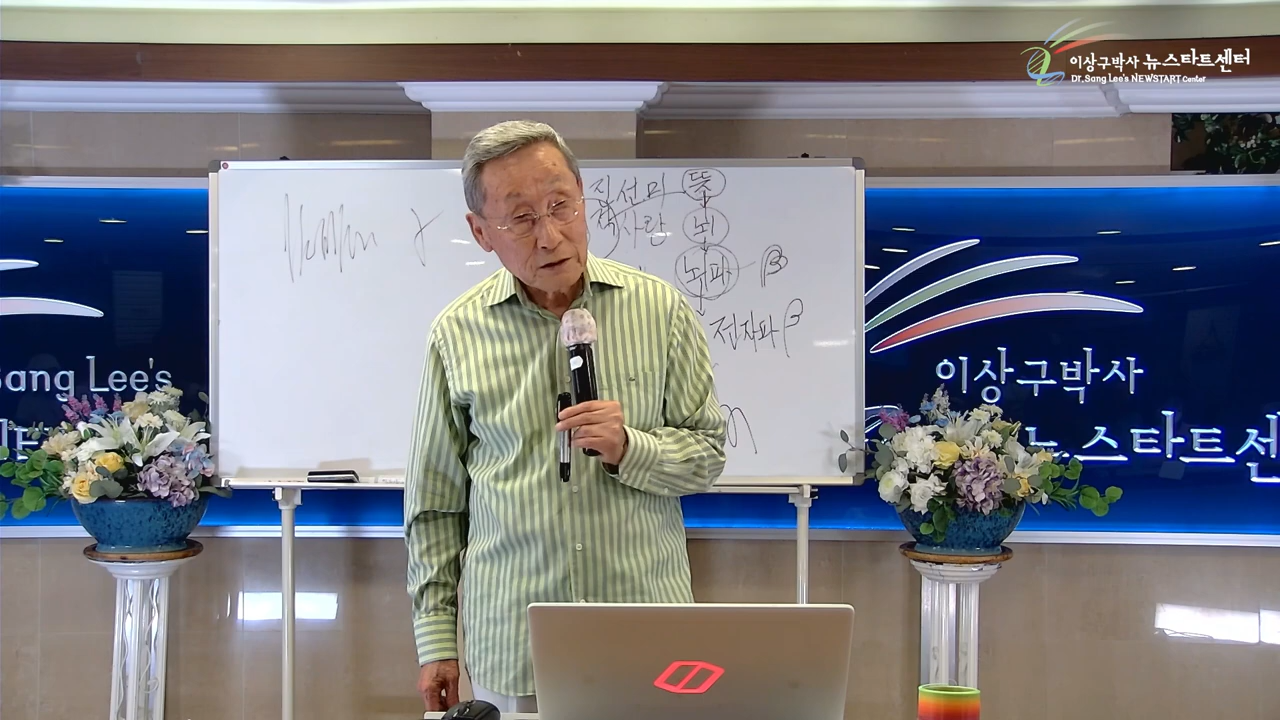 이상구박사 뉴스타트센터
Dr. Sang Lee's NEWSTART Center
진선미 뜻
사랑 뇌
뇌파 β
전자파 β
Sang Lee's
이상구박사
뉴스타트센